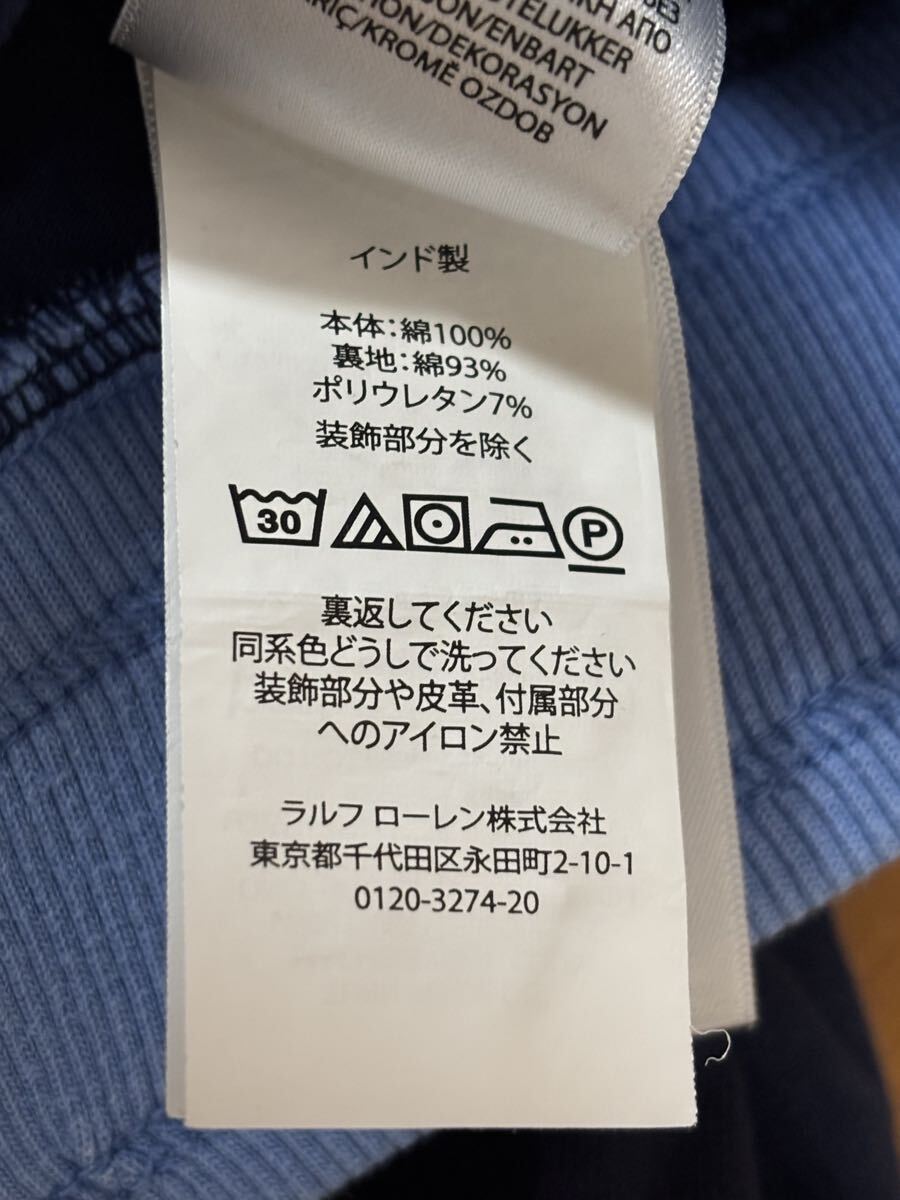 БЕЗ
ΑΠΟ
TELUKKER
DON/ENBART
ION/DEKORASYON
RIÇ/KROMĚ OZDOB
インド製
本体:綿100%
裏地:綿93%
ポリウレタン7%
装飾部分を除く
30
P
裏返してください
同系色どうしで洗ってください
装飾部分や皮革、付属部分
へのアイロン禁止
ラルフ ローレン株式会社
東京都千代田区永田町2-10-1
0120-3274-20